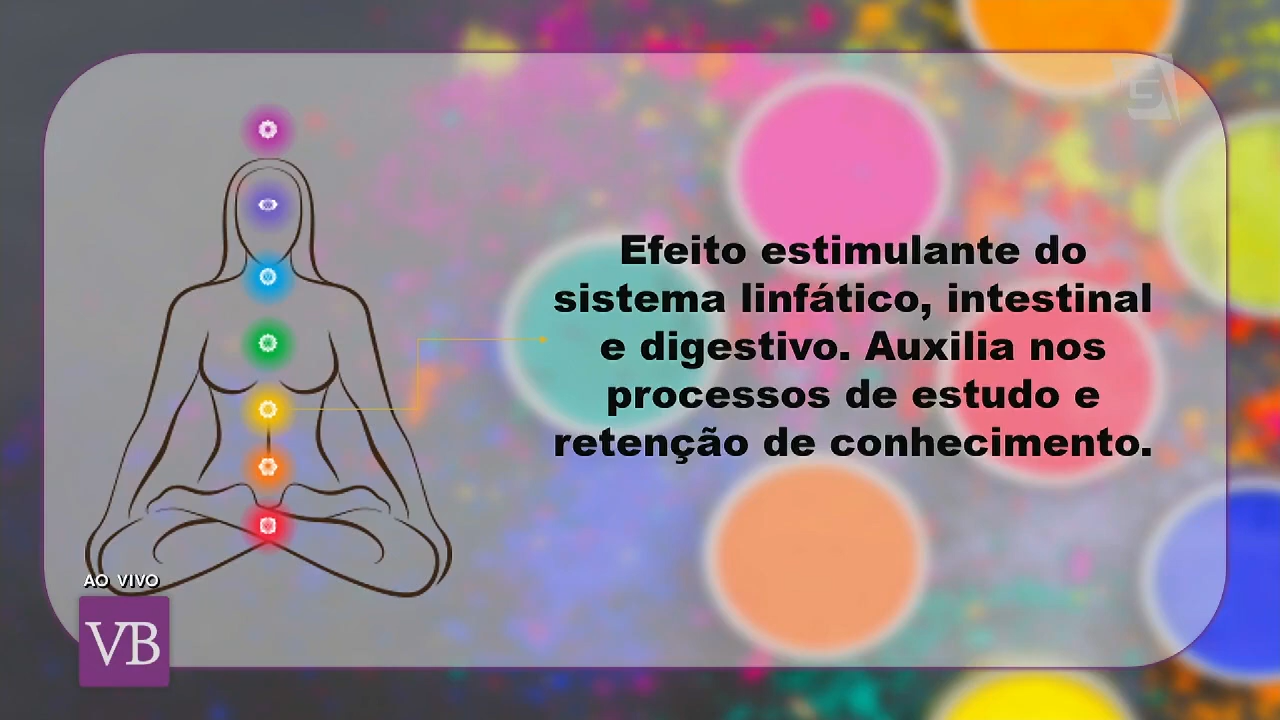 Efeito estimulante do
sistema linfático, intestinal
e digestivo. Auxilia nos
processos de estudo e
retenção de conhecimento.
AO VIVO
VB